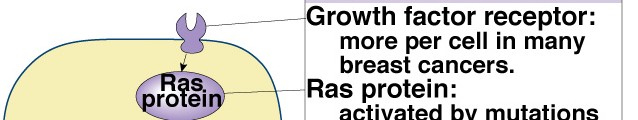 Growth factor receptor:
more per cell in many
breast cancers.
Ras
protein
Ras protein:
activated by mutations